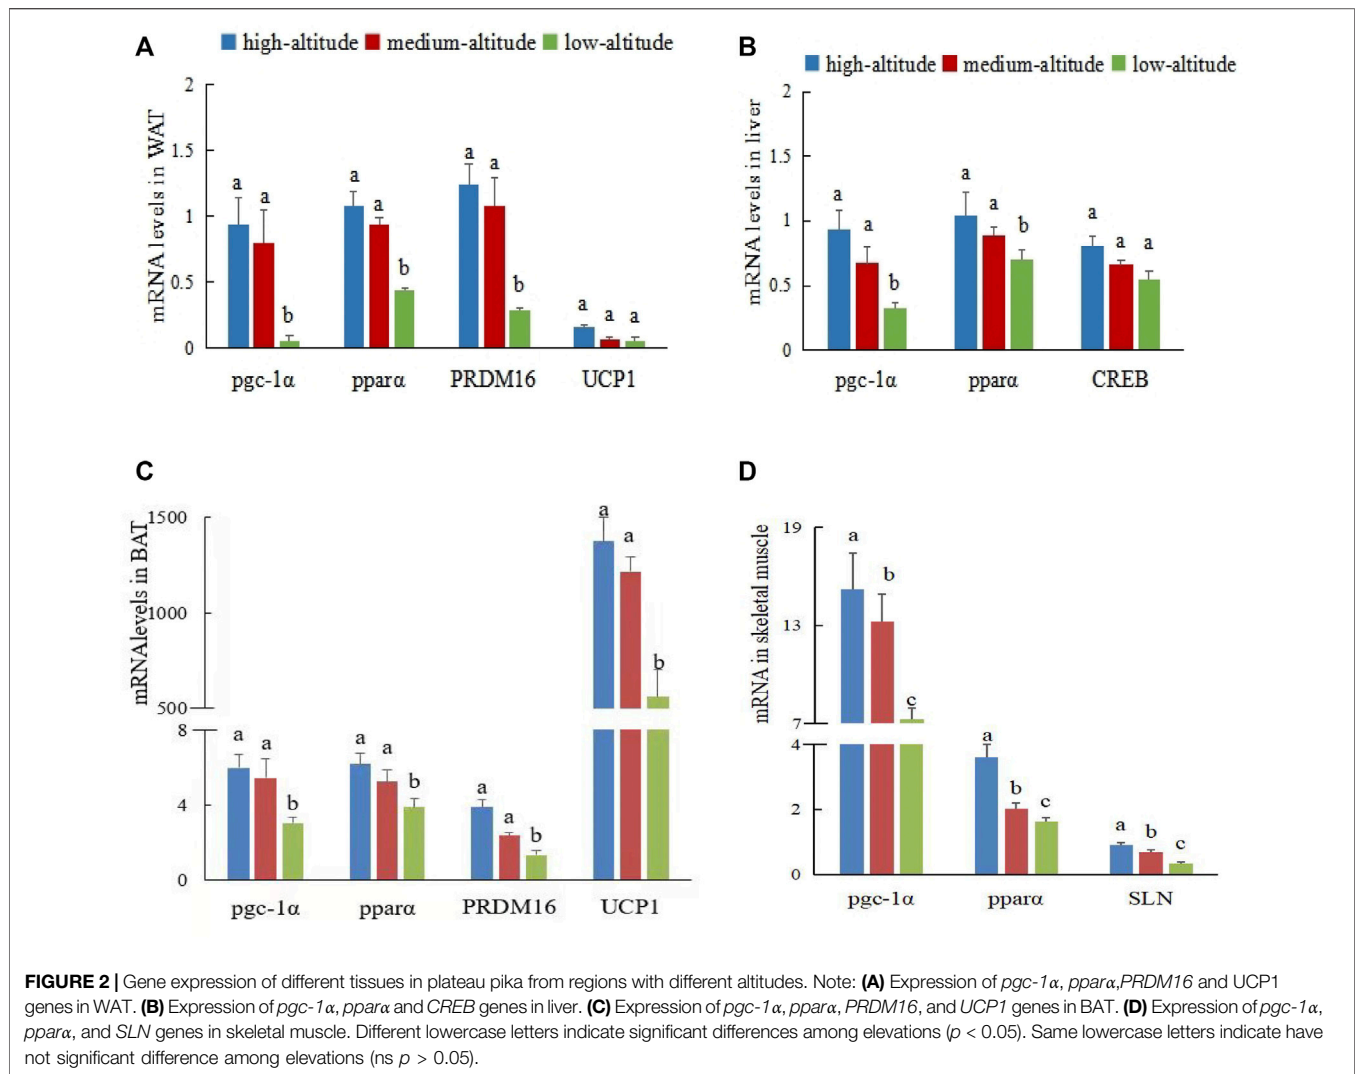 A
high-altitude medium-altitude low-altitude
mRNA levels in WAT
2
1.5
1
0.5
0
a a b
a a b
a a b
a a a
pgc-1α pparα PRDM16 UCP1
B
high-altitude medium-altitude low-altitude
mRNA levels in liver
2
1.5
1
0.5
0
a a b
a a b
a a a
pgc-1α pparα CREB
C
mRNAlevels in BAT
1500
1000
500
8
4
0
a a b
a a b
a a b
a a b
pgc-1α pparα PRDM16 UCP1
D
mRNA in skeletal muscle
19
13
7
4
2
0
a b c
a b c
a b c
pgc-1α pparα SLN
FIGURE 2 | Gene expression of different tissues in plateau pika from regions with different altitudes. Note: (A) Expression of pgc-1α, pparα,PRDM16 and UCP1
genes in WAT. (B) Expression of pgc-1α, pparα and CREB genes in liver. (C) Expression of pgc-1α, pparα, PRDM16, and UCP1 genes in BAT. (D) Expression of pgc-1α,
pparα, and SLN genes in skeletal muscle. Different lowercase letters indicate significant differences among elevations (p < 0.05). Same lowercase letters indicate have
not significant difference among elevations (ns p > 0.05).